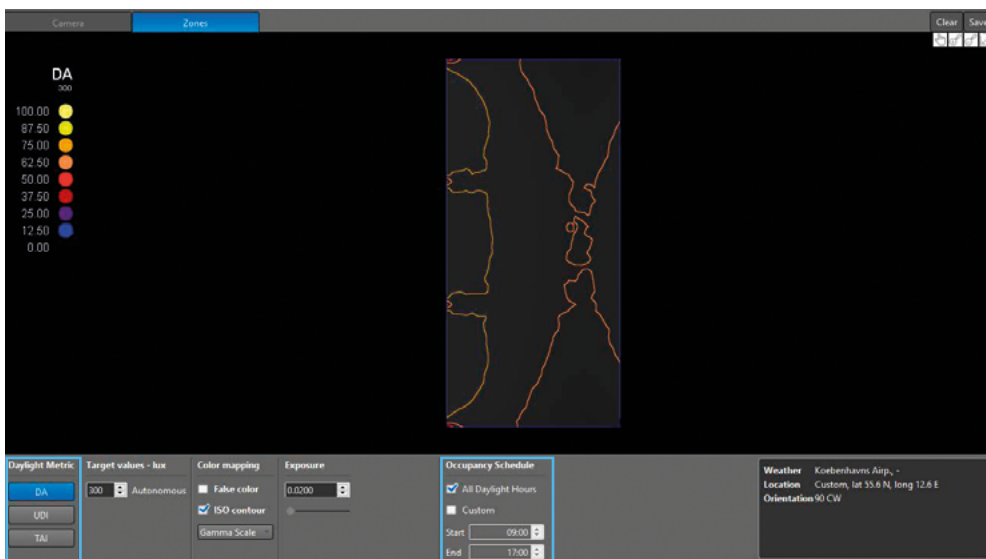 Camera
Zones
Clear
Save
DA
300
100.00
87.50
75.00
62.50
50.00
37.50
25.00
12.50
0.00
Daylight Metric
DA
UDI
TAI
Target values - lux
300 Autonomous
Color mapping
False color
ISO contour
Gamma Scale
Exposure
0.0200
Occupancy Schedule
All Daylight Hours
Custom
Start 09:00
End 17:00
Weather Koebenhavns Airp., -
Location Custom, lat 55.6 N, long 12.6 E
Orientation 90 CW